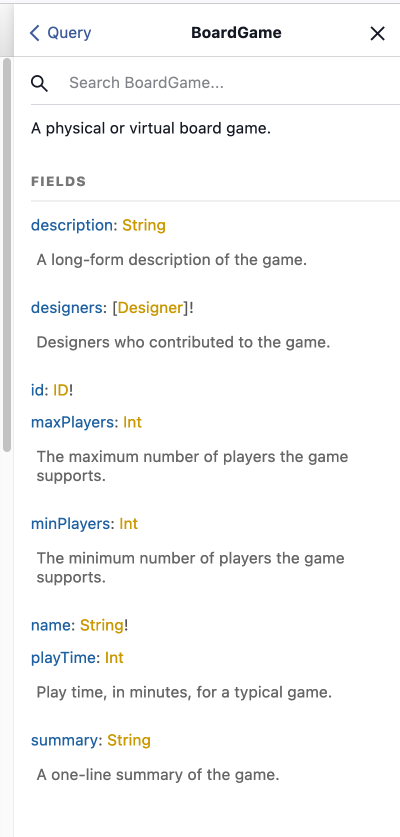 Query
BoardGame
Search BoardGame...
A physical or virtual board game.
FIELDS
description: String
A long-form description of the game.
designers: [Designer]!
Designers who contributed to the game.
id: ID!
maxPlayers: Int
The maximum number of players the game
supports.
minPlayers: Int
The minimum number of players the game
supports.
name: String!
playTime: Int
Play time, in minutes, for a typical game.
summary: String
A one-line summary of the game.